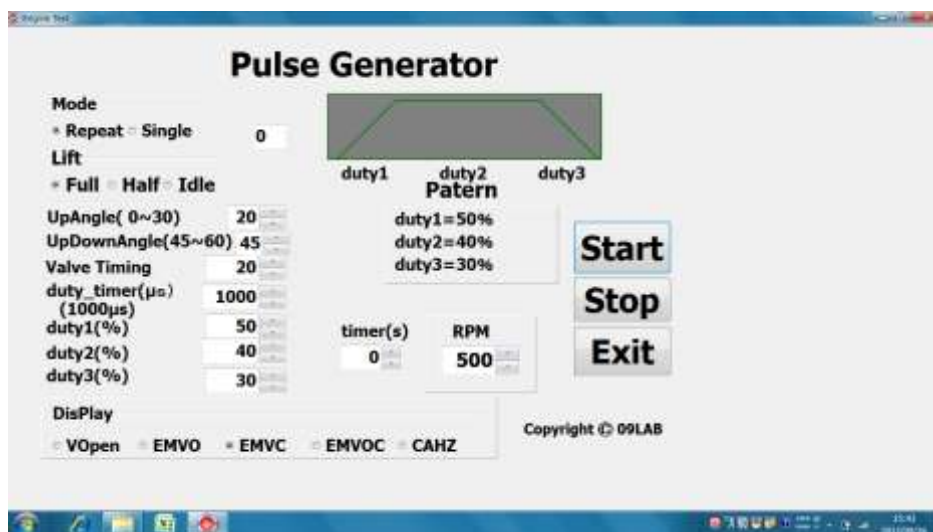 Pulse Generator
Mode
Repeat Single
0
Lift
Full Half Idle
duty1 duty2 duty3
Patern
UpAngle( 0~30) 20
UpDownAngle(45~60) 45
Valve Timing 20
duty_timer(μs)
(1000μs)
1000
duty1(%) 50
duty2(%) 40
duty3(%) 30
duty1=50%
duty2=40%
duty3=30%
Start
Stop
Exit
timer(s)
0
RPM
500
DisPlay
VOpen EMVO EMVC EMVOC CAHZ
Copyright © 09LAB